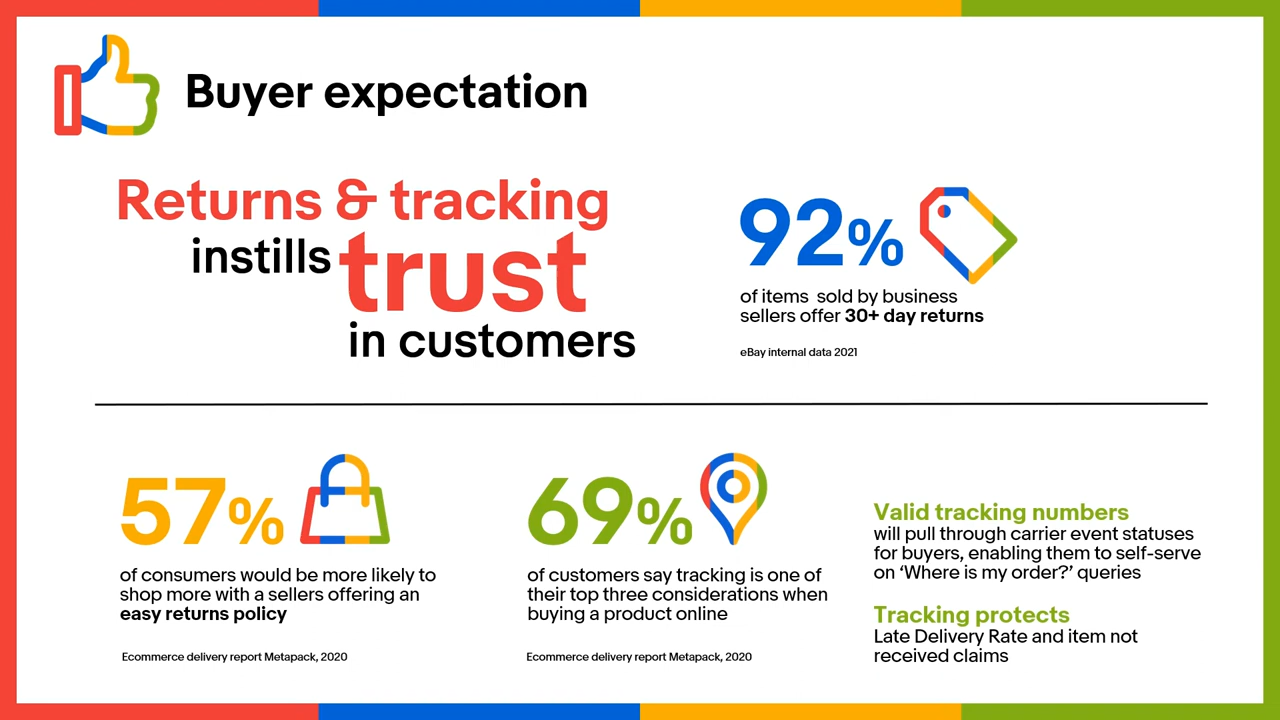 Buyer expectation
Returns & tracking
instills trust
in customers
92%
of items  sold by business
sellers offer 30+ day returns
eBay internal data 2021
57%
of consumers would be more likely to
shop more with a sellers offering an
easy returns policy
Ecommerce delivery report Metapack, 2020
69%
of customers say tracking is one of
their top three considerations when
buying a product online
Ecommerce delivery report Metapack, 2020
Valid tracking numbers
will pull through carrier event statuses
for buyers, enabling them to self-serve
on ‘Where is my order?’ queries
Tracking protects
Late Delivery Rate and item not
received claims